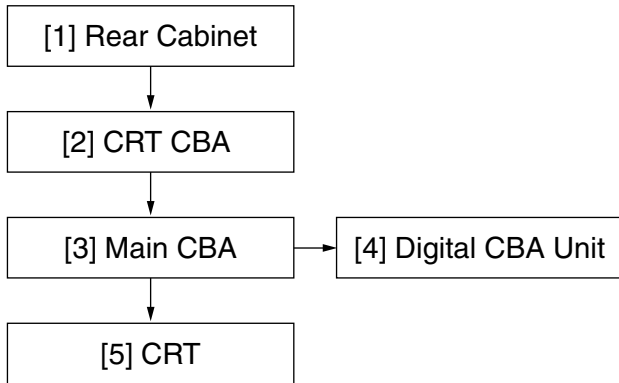 [1] Rear Cabinet
[2] CRT CBA
[3] Main CBA
[4] Digital CBA Unit
[5] CRT